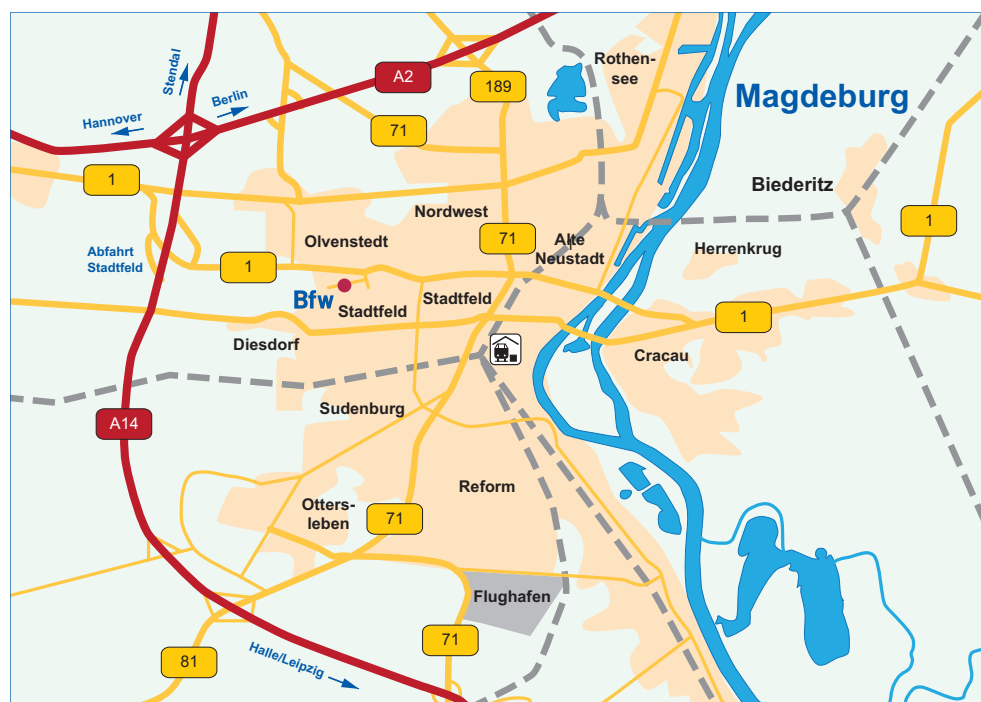 A2
Rothen-
see
Stendal
Berlin
Hannover
189
Magdeburg
71
1
Biederitz
Nordwest
1
71
Alte
Neustadt
Olvenstedt
Herrenkrug
Abfahrt
Stadtfeld
1
Bfw
Stadtfeld
Stadtfeld
1
Diesdorf
Cracau
Sudenburg
A14
Reform
Otters-
leben
71
Flughafen
71
Halle/Leipzig
81